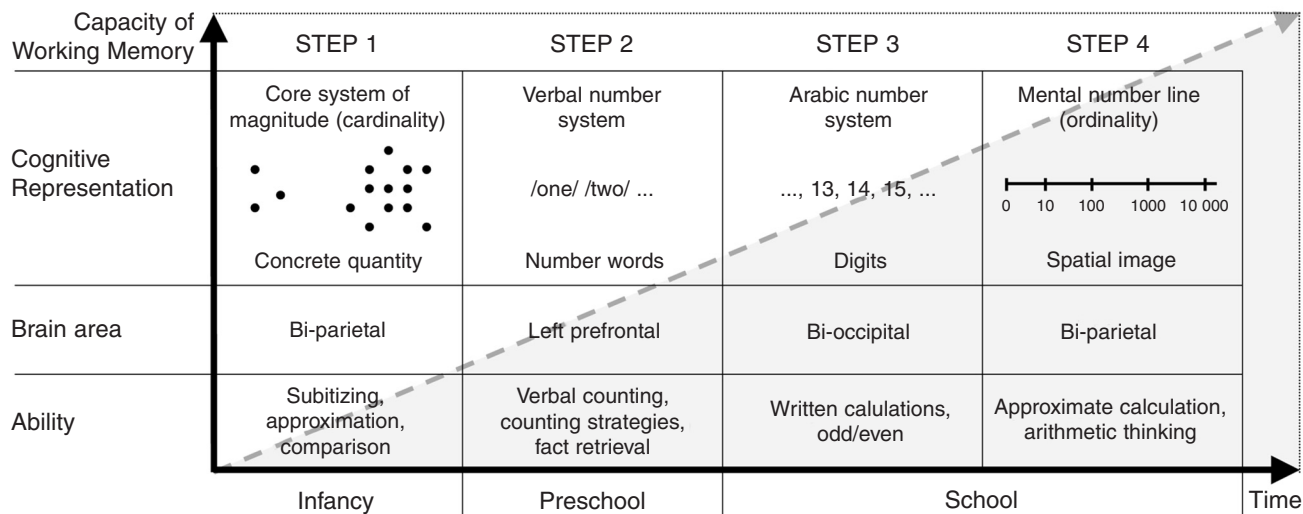 Capacity of
Working Memory
STEP 1
STEP 2
STEP 3
STEP 4
Cognitive
Representation
Core system of
magnitude (cardinality)
Concrete quantity
Verbal number
system
/one/ /two/ ...
Number words
Arabic number
system
..., 13, 14, 15, ...
Digits
Mental number line
(ordinality)
0 10 100 1000 10 000
Spatial image
Brain area
Bi-parietal
Left prefrontal
Bi-occipital
Bi-parietal
Ability
Subitizing,
approximation,
comparison
Verbal counting,
counting strategies,
fact retrieval
Written calulations,
odd/even
Approximate calculation,
arithmetic thinking
Infancy
Preschool
School
Time